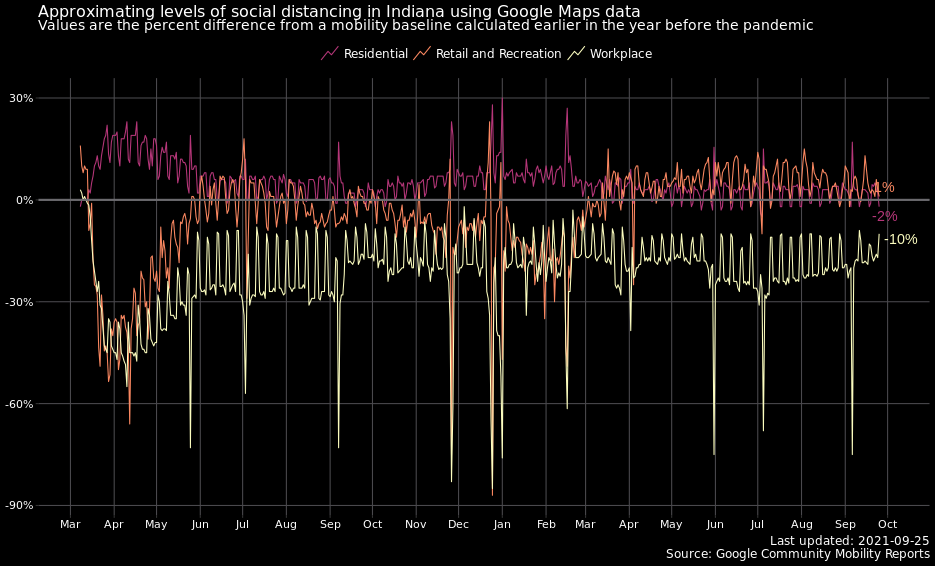 Approximating levels of social distancing in Indiana using Google Maps data
Values are the percent difference from a mobility baseline calculated earlier in the year before the pandemic
Residential Retail and Recreation Workplace
30%
0%
-30%
-60%
-90%
1%
-2%
-10%
Mar Apr May Jun Jul Aug Sep Oct Nov Dec Jan Feb Mar Apr May Jun Jul Aug Sep Oct
Last updated: 2021-09-25
Source: Google Community Mobility Reports